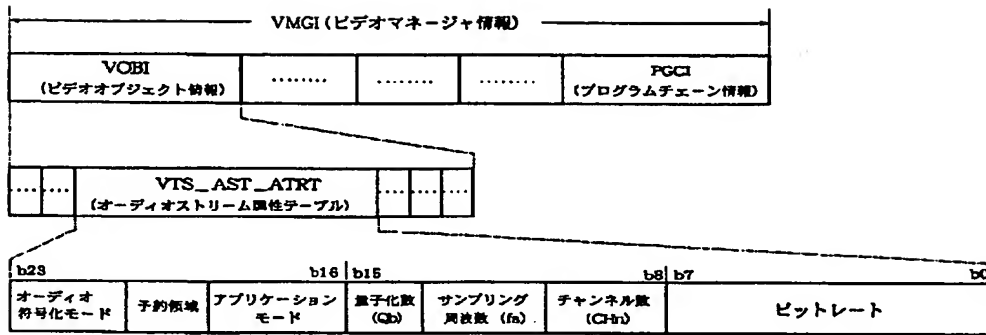 VMGI(ビデオマネージャ情報)
VOBI
(ビデオオブジェクト情報)
………
………
………
PGCI
(プログラムチェーン情報)
……
……
VTS_AST_ATRT
(オーディオストリーム属性テーブル)
……
……
……
b23
b16
b15
b8
b7
b0
オーディオ
符号化モード
予約領域
アプリケーション
モード
量子化数
(Qb)
サンプリング
周波数 (fs)
チャンネル数
(CHn)
ビットレート